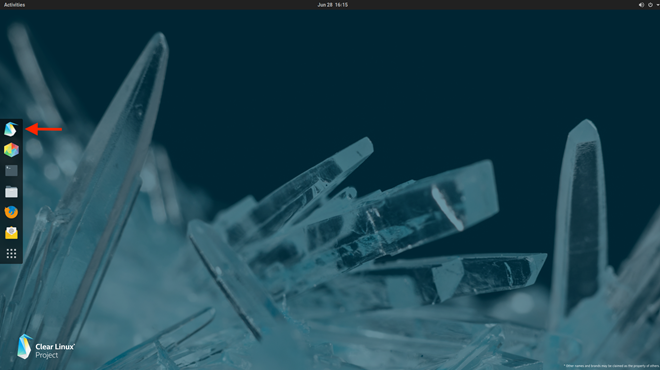 Activities
Jun 28 16:15
Clear Linux*
Project
* Other names and brands may be claimed as the property of others